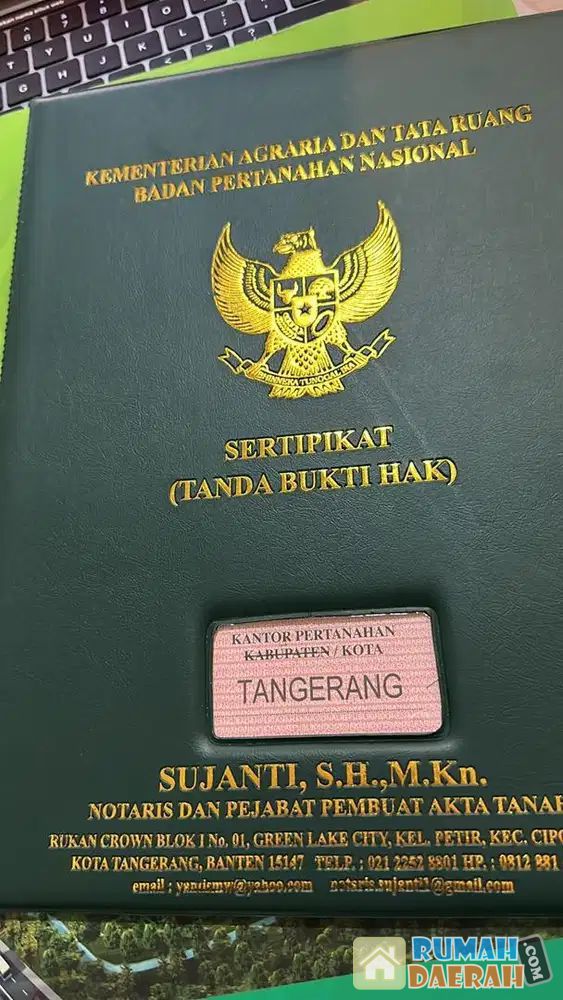 KEMENTERIAN AGRARIA DAN TATA RUANG
BADAN PERTANAHAN NASIONAL
BHINNEKA TUNGGAL IKA
SERTIPIKAT
(TANDA BUKTI HAK)
KANTOR PERTANAHAN
KABUPATEN / KOTA
TANGERANG
SUJANTI, S.H.,M.Kn.
NOTARIS DAN PEJABAT PEMBUAT AKTA TANAH
RUKAN CROWN BLOK I No. 01, GREEN LAKE CITY, KEL. PETIR, KEC. CIPO
KOTA TANGERANG, BANTEN 15147 TELP. : 021 2252 8801 HP. : 0812 981
email : @yahoo.com notaris.sujanti1@gmail.com
RUMAH
DAERAH.COM